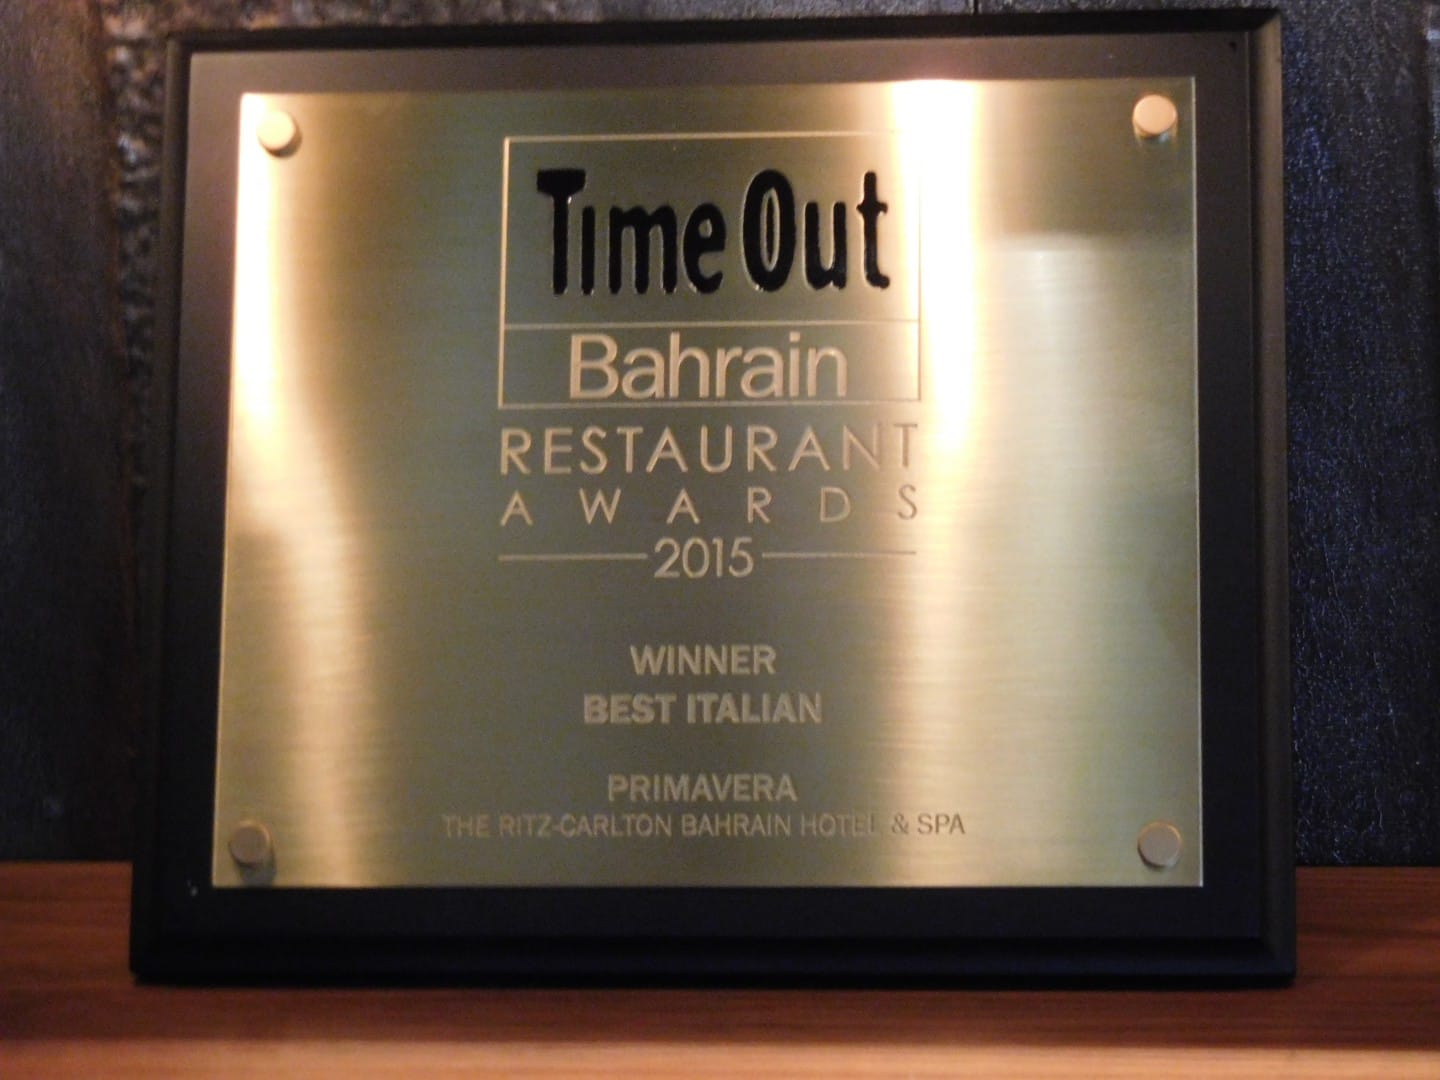 Time Out
Bahrain
RESTAURANT
AWARDS
2015
WINNER
BEST ITALIAN
PRIMAVERA
THE RITZ-CARLTON BAHRAIN HOTEL & SPA